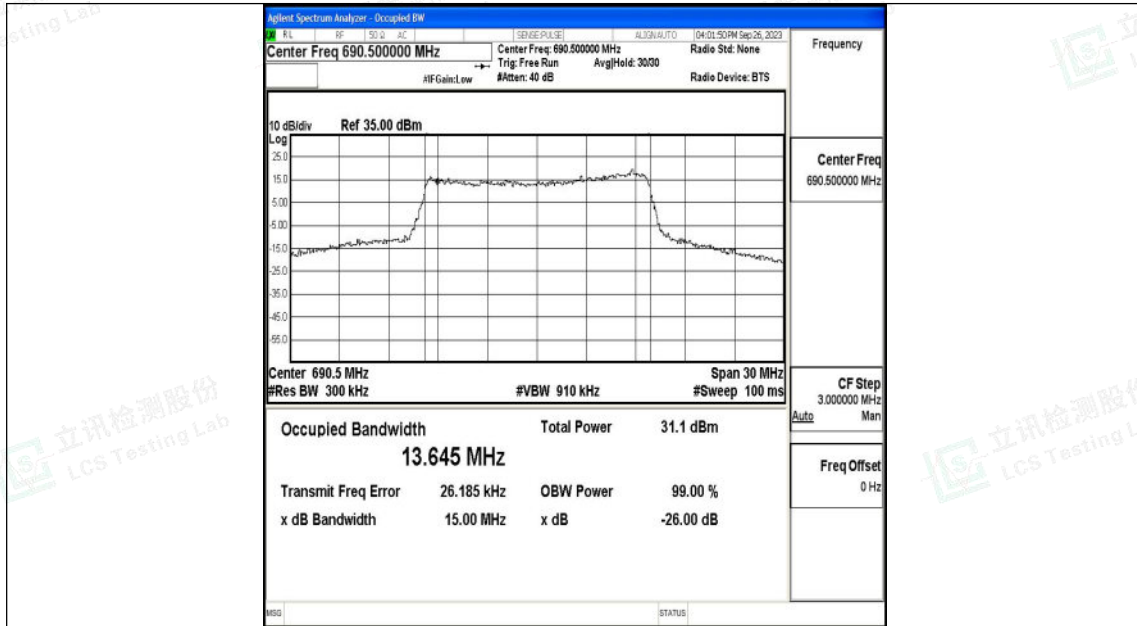 Agilent Spectrum Analyzer - Occupied BW
RL RF 50 Ω AC SENSE:PULSE ALIGNAUTO 04:01:50 PM Sep 26, 2023
Center Freq 690.500000 MHz
Center Freq: 690.500000 MHz Radio Std: None
Trig: Free Run Avg|Hold: 30/30
#IFGain:Low #Atten: 40 dB Radio Device: BTS
Frequency
10 dB/div Ref 35.00 dBm
Log
25.0
15.0
5.00
-5.00
-15.0
-25.0
-35.0
-45.0
-55.0
Center 690.5 MHz Span 30 MHz
#Res BW 300 kHz #VBW 910 kHz #Sweep 100 ms
Occupied Bandwidth Total Power 31.1 dBm
13.645 MHz
Transmit Freq Error 26.185 kHz OBW Power 99.00 %
x dB Bandwidth 15.00 MHz x dB -26.00 dB
Center Freq
690.500000 MHz
CF Step
3.000000 MHz
Auto Man
Freq Offset
0 Hz
MSG STATUS
立讯检测股份
LCS Testing Lab
立讯检测股份
LCS Testing L
sting Lab
立